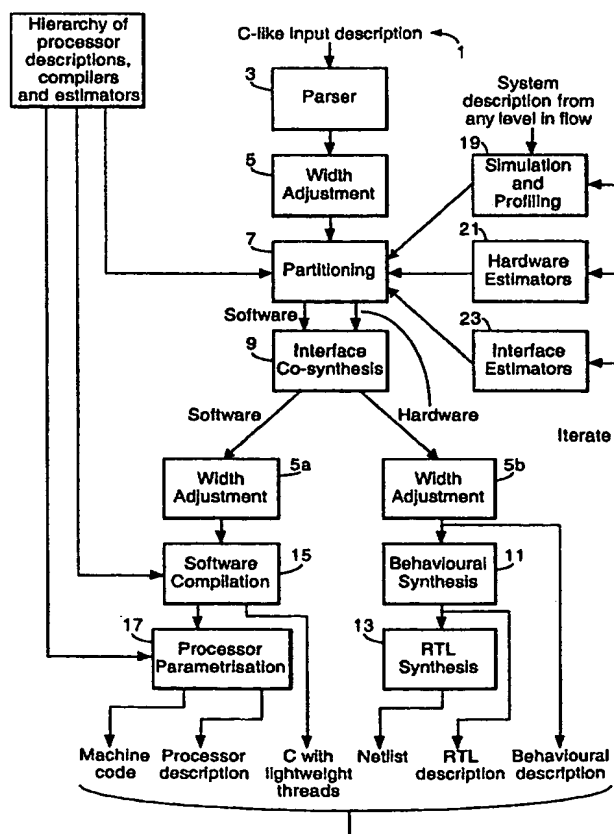 Hierarchy of
processor
descriptions,
compilers
and estimators
C-like input description
1
3
Parser
System
description from
any level in flow
5
Width
Adjustment
19
Simulation
and
Profiling
7
Partitioning
21
Hardware
Estimators
Software
9
Interface
Co-synthesis
23
Interface
Estimators
Software
Hardware
Iterate
Width
Adjustment
5a
Width
Adjustment
5b
Software
Compilation
15
Behavioural
Synthesis
11
17
Processor
Parametrisation
13
RTL
Synthesis
Machine
code
Processor
description
C with
lightweight
threads
Netlist
RTL
description
Behavioural
description